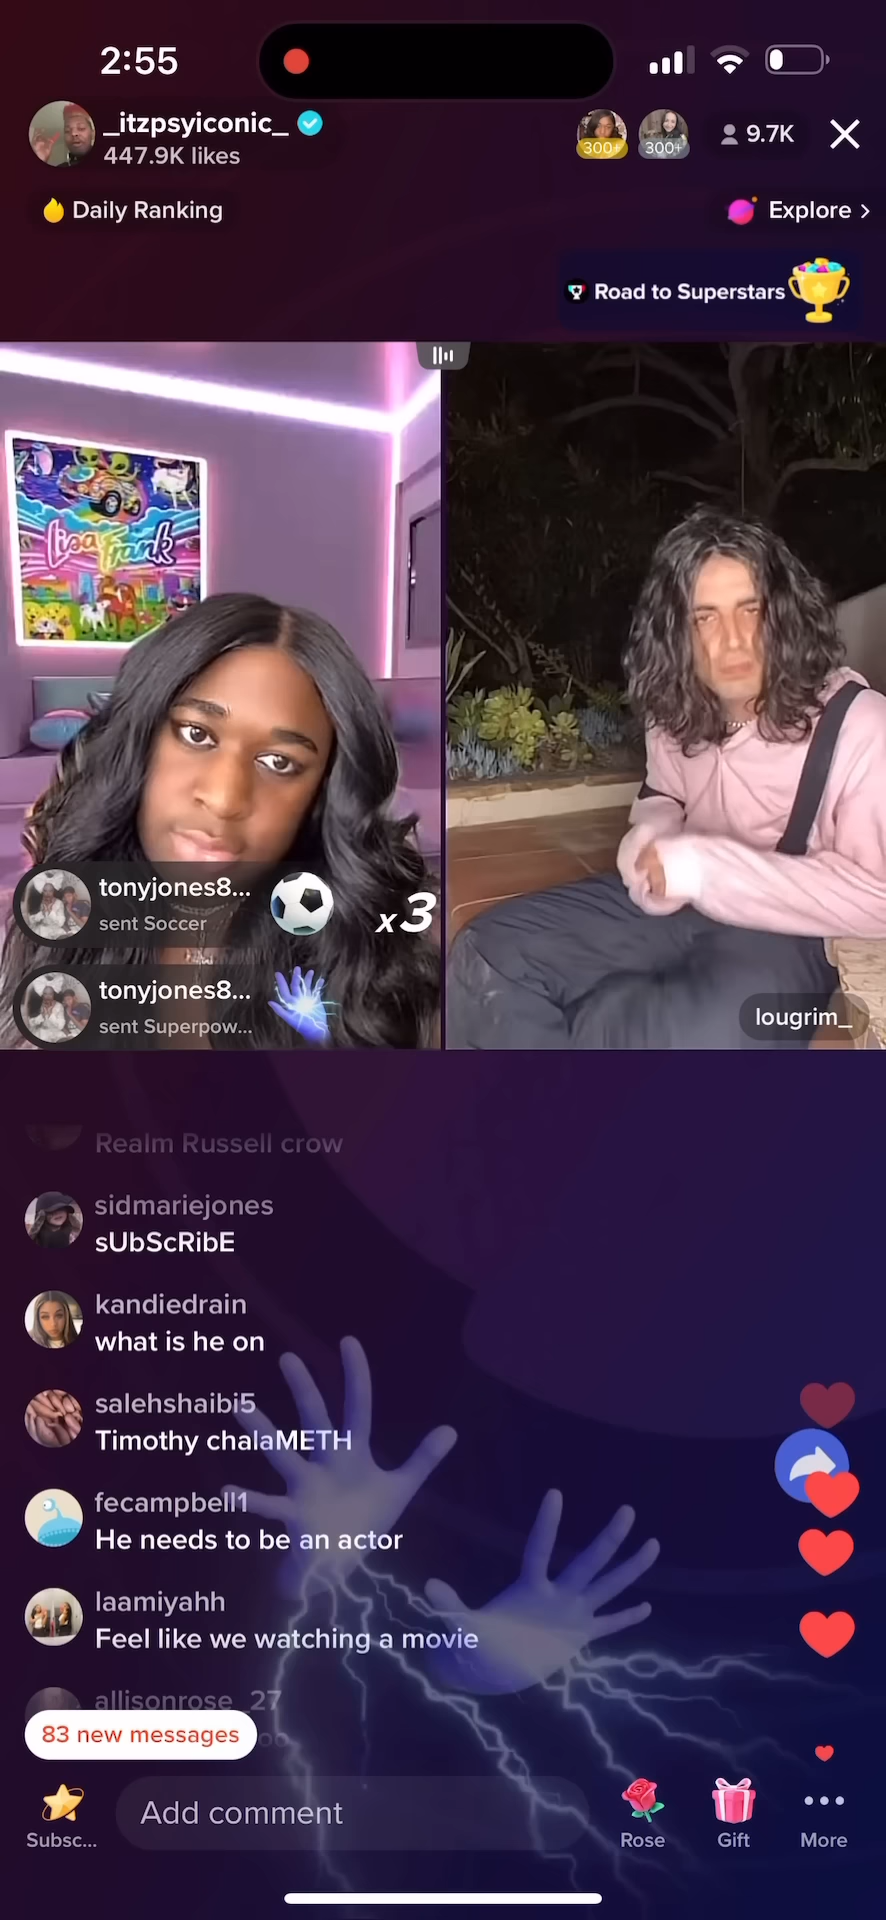 2:55
_itzpsyiconic_
447.9K likes
300+
300+
9.7K
Daily Ranking
Explore >
Road to Superstars
Lisa Frank
tonyjones8...
sent Soccer
x3
tonyjones8...
sent Superpow...
lougrim_
Realm Russell crow
sidmariejones
sUbScRibE
kandiedrain
what is he on
salehshaibi5
Timothy chalaMETH
fecampbell1
He needs to be an actor
laamiyahh
Feel like we watching a movie
allisonrose_27
83 new messages
Add comment
Subsc...
Rose
Gift
More